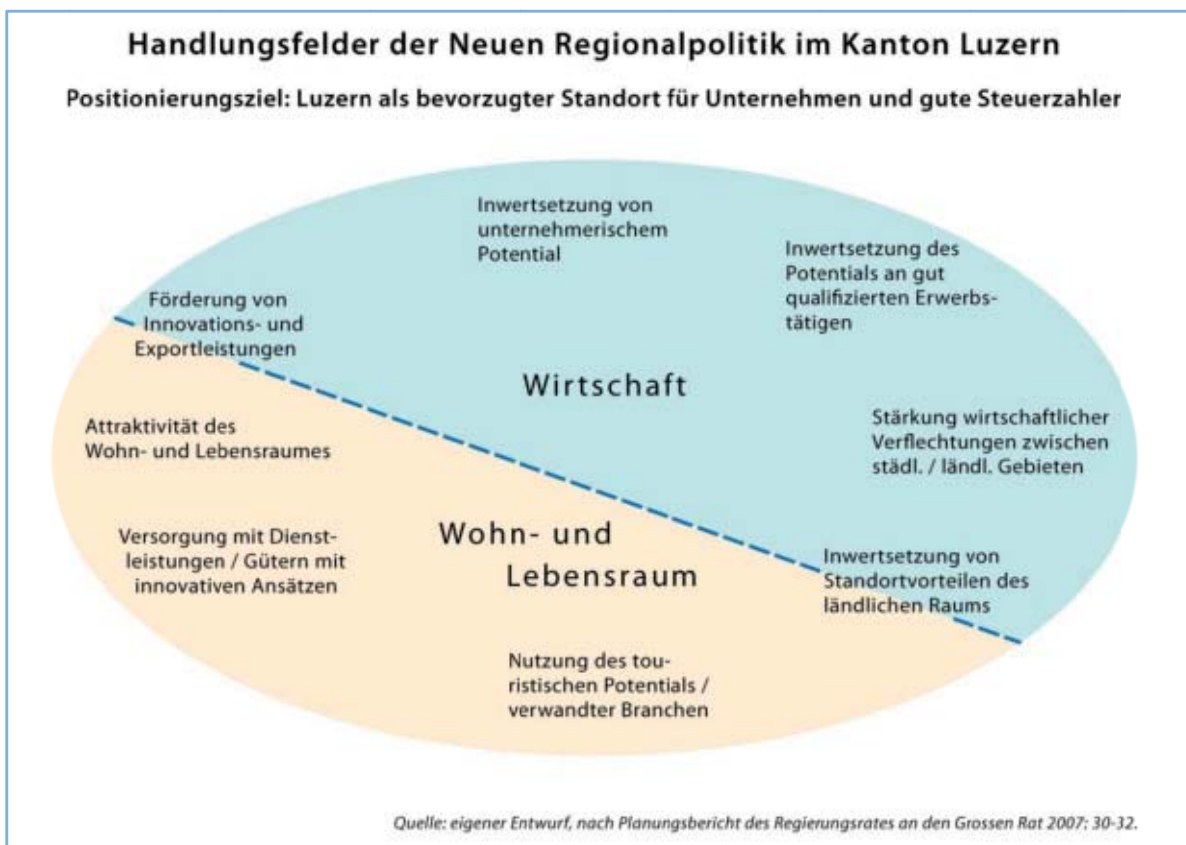 Handlungsfelder der Neuen Regionalpolitik im Kanton Luzern
Positionierungsziel: Luzern als bevorzugter Standort für Unternehmen und gute Steuerzahler
Inwertsetzung von
unternehmerischem
Potential
Inwertsetzung des
Potentials an gut
qualifizierten Erwerbs-
tätigen
Förderung von
Innovations- und
Exportleistungen
Wirtschaft
Attraktivität des
Wohn- und Lebensraumes
Stärkung wirtschaftlicher
Verflechtungen zwischen
städl. / ländl. Gebieten
Versorgung mit Dienst-
leistungen / Gütern mit
innovativen Ansätzen
Wohn- und
Lebensraum
Inwertsetzung von
Standortvorteilen des
ländlichen Raums
Nutzung des tou-
ristischen Potentials /
verwandter Branchen
Quelle: eigener Entwurf, nach Planungsbericht des Regierungsrates an den Grossen Rat 2007: 30-32.